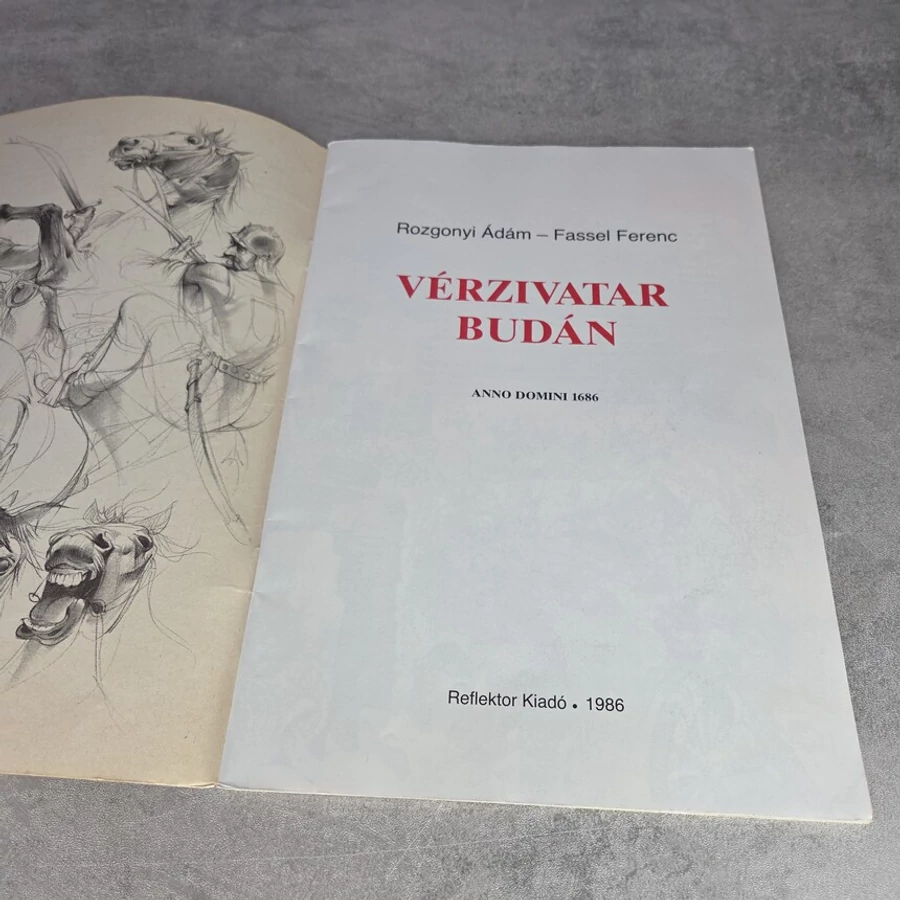 Rozgonyi Ádám – Fassel Ferenc
VÉRZIVATAR
BUDÁN
ANNO DOMINI 1686
Reflektor Kiadó • 1986